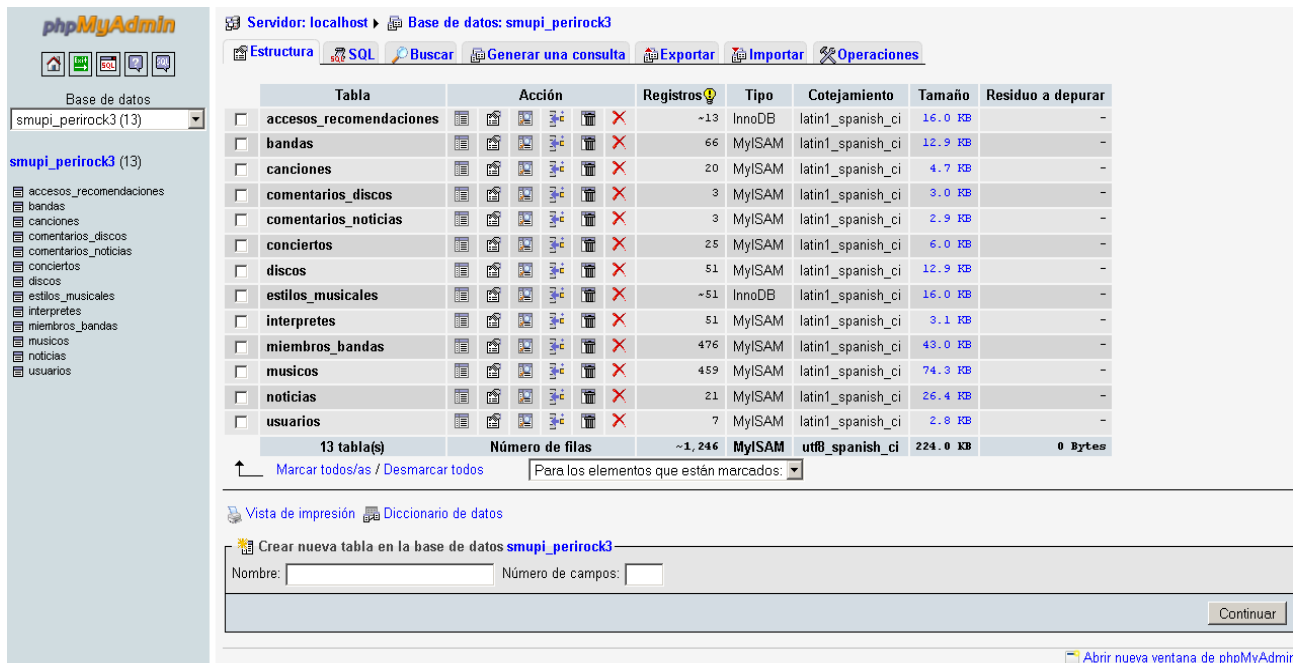 phpMyAdmin
Base de datos
smupi_perirock3 (13)
smupi_perirock3 (13)
accesos_recomendaciones
bandas
canciones
comentarios_discos
comentarios_noticias
conciertos
discos
estilos_musicales
interpretes
miembros_bandas
musicos
noticias
usuarios
Servidor: localhost Base de datos: smupi_perirock3
Estructura SQL Buscar Generar una consulta Exportar Importar Operaciones
Tabla Acción Registros Tipo Cotejamiento Tamaño Residuo a depurar
accesos_recomendaciones ~13 InnoDB latin1_spanish_ci 16.0 KB -
bandas 66 MyISAM latin1_spanish_ci 12.9 KB -
canciones 20 MyISAM latin1_spanish_ci 4.7 KB -
comentarios_discos 3 MyISAM latin1_spanish_ci 3.0 KB -
comentarios_noticias 3 MyISAM latin1_spanish_ci 2.9 KB -
conciertos 25 MyISAM latin1_spanish_ci 6.0 KB -
discos 51 MyISAM latin1_spanish_ci 12.9 KB -
estilos_musicales ~51 InnoDB latin1_spanish_ci 16.0 KB -
interpretes 51 MyISAM latin1_spanish_ci 3.1 KB -
miembros_bandas 476 MyISAM latin1_spanish_ci 43.0 KB -
musicos 459 MyISAM latin1_spanish_ci 74.3 KB -
noticias 21 MyISAM latin1_spanish_ci 26.4 KB -
usuarios 7 MyISAM latin1_spanish_ci 2.8 KB -
13 tabla(s) Número de filas ~1,246 MyISAM utf8_spanish_ci 224.0 KB 0 Bytes
Marcar todos/as / Desmarcar todos Para los elementos que están marcados:
Vista de impresión Diccionario de datos
Crear nueva tabla en la base de datos smupi_perirock3
Nombre: Número de campos:
Continuar
Abrir nueva ventana de phpMyAdmin